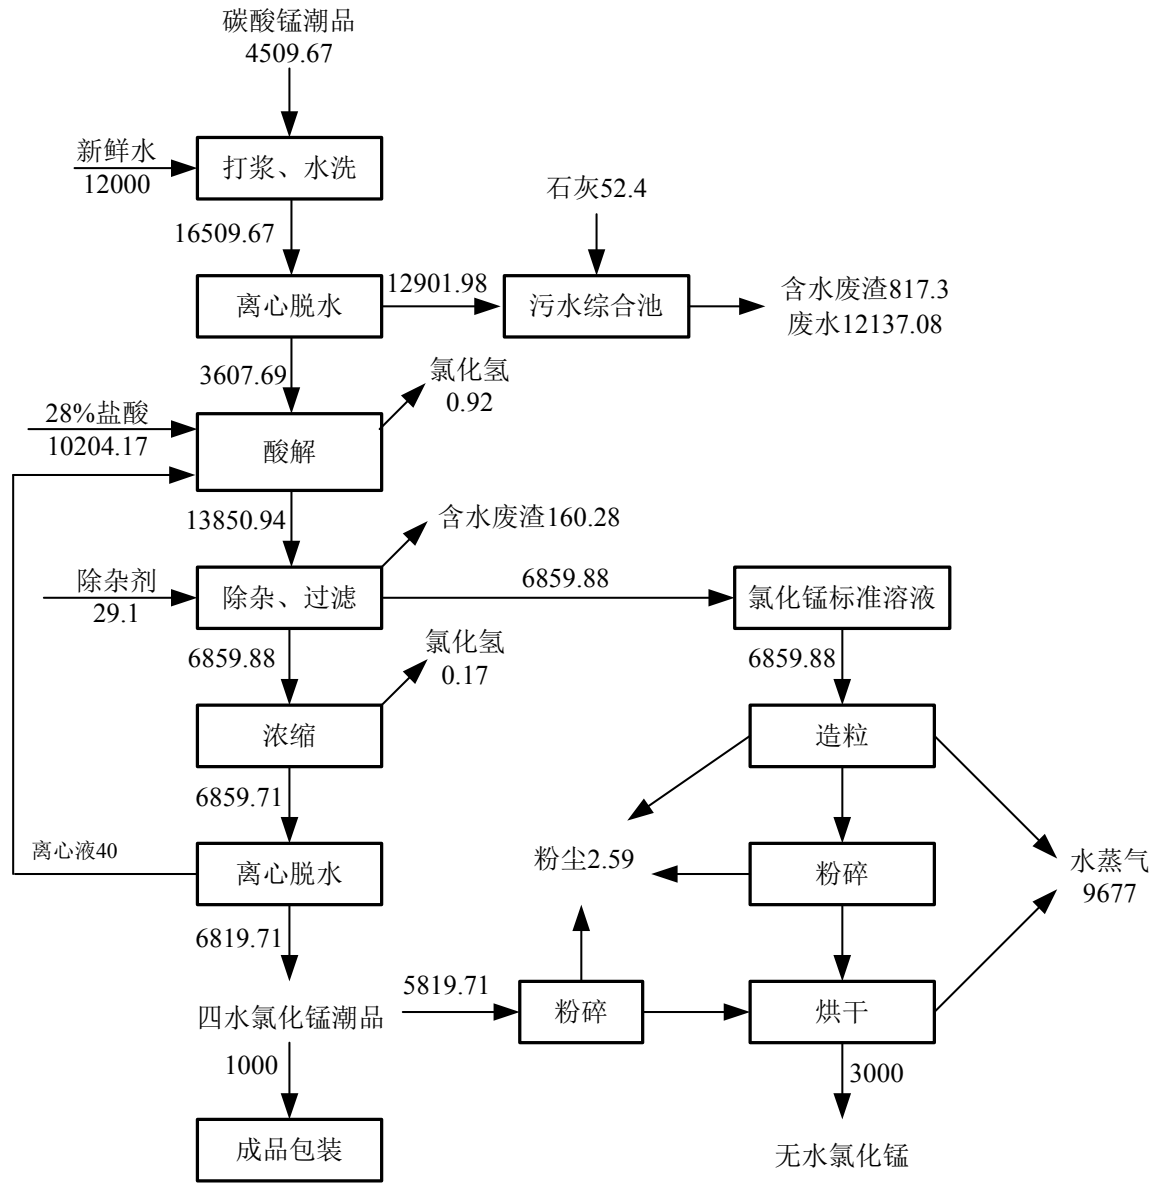 碳酸锰潮品
4509.67
新鲜水
12000
打浆、水洗
石灰52.4
16509.67
离心脱水
12901.98
污水综合池
含水废渣817.3
废水12137.08
3607.69
氯化氢
0.92
28%盐酸
10204.17
酸解
13850.94
含水废渣160.28
除杂剂
29.1
除杂、过滤
6859.88
氯化锰标准溶液
6859.88
氯化氢
0.17
6859.88
浓缩
造粒
6859.71
离心液40
离心脱水
粉尘2.59
粉碎
水蒸气
9677
6819.71
四水氯化锰潮品
5819.71
粉碎
烘干
1000
3000
成品包装
无水氯化锰